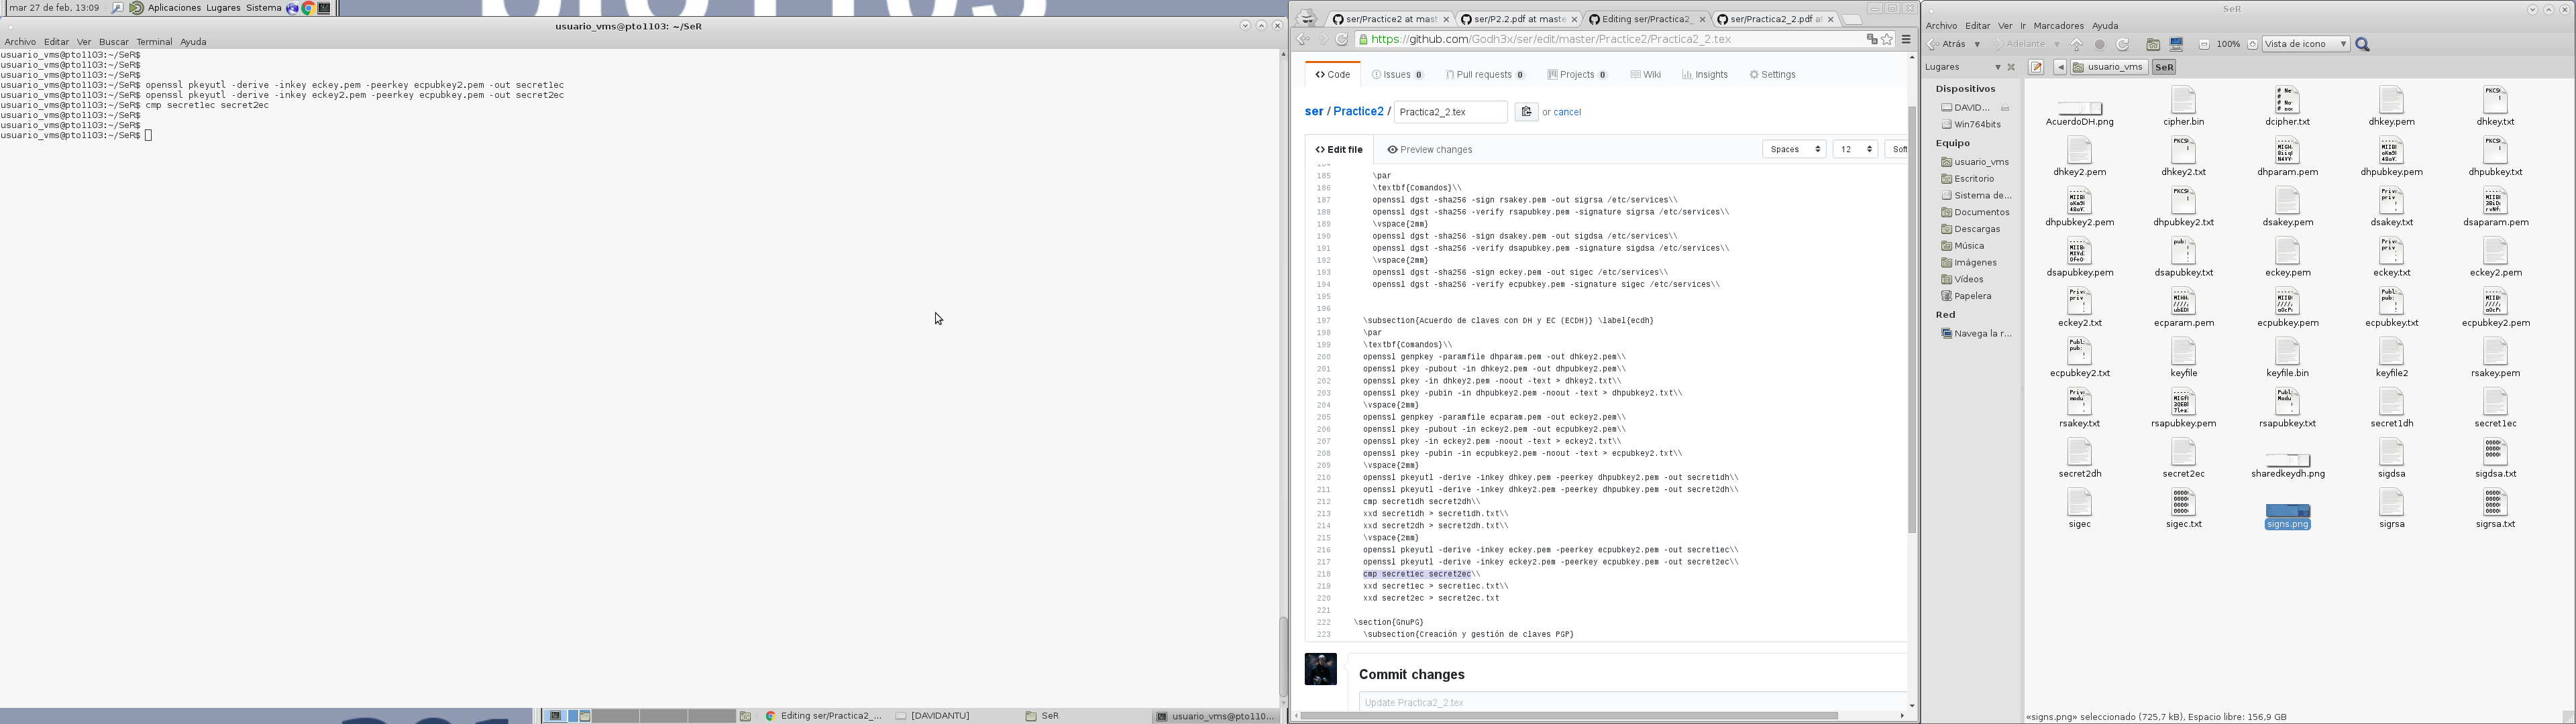 mar 27 de feb, 13:09
Aplicaciones Lugares Sistema
usuario_vms@pto1103: ~/SeR
Archivo Editar Ver Buscar Terminal Ayuda
usuario_vms@pto1103:~/SeR$
usuario_vms@pto1103:~/SeR$
usuario_vms@pto1103:~/SeR$
usuario_vms@pto1103:~/SeR$ openssl pkeyutl -derive -inkey eckey.pem -peerkey ecpubkey2.pem -out secret1ec
usuario_vms@pto1103:~/SeR$ openssl pkeyutl -derive -inkey eckey2.pem -peerkey ecpubkey.pem -out secret2ec
usuario_vms@pto1103:~/SeR$ cmp secret1ec secret2ec
usuario_vms@pto1103:~/SeR$
usuario_vms@pto1103:~/SeR$
usuario_vms@pto1103:~/SeR$
ser/Practice2 at mast
ser/P2.2.pdf at maste
Editing ser/Practica2_
ser/Practica2_2.pdf a
https://github.com/Godh3x/ser/edit/master/Practice2/Practica2_2.tex
Code Issues 0 Pull requests 0 Projects 0 Wiki Insights Settings
ser / Practice2 / Practica2_2.tex or cancel
Edit file Preview changes Spaces 12 Soft
185 \par
186 \textbf{Comandos}\\
187 openssl dgst -sha256 -sign rsakey.pem -out sigrsa /etc/services\\
188 openssl dgst -sha256 -verify rsapubkey.pem -signature sigrsa /etc/services\\
189 \vspace{2mm}
190 openssl dgst -sha256 -sign dsakey.pem -out sigdsa /etc/services\\
191 openssl dgst -sha256 -verify dsapubkey.pem -signature sigdsa /etc/services\\
192 \vspace{2mm}
193 openssl dgst -sha256 -sign eckey.pem -out sigec /etc/services\\
194 openssl dgst -sha256 -verify ecpubkey.pem -signature sigec /etc/services\\
195
196
197 \subsection{Acuerdo de claves con DH y EC (ECDH)} \label{ecdh}
198 \par
199 \textbf{Comandos}\\
200 openssl genpkey -paramfile dhparam.pem -out dhkey2.pem\\
201 openssl pkey -pubout -in dhkey2.pem -out dhpubkey2.pem\\
202 openssl pkey -in dhkey2.pem -noout -text > dhkey2.txt\\
203 openssl pkey -pubin -in dhpubkey2.pem -noout -text > dhpubkey2.txt\\
204 \vspace{2mm}
205 openssl genpkey -paramfile ecparam.pem -out eckey2.pem\\
206 openssl pkey -pubout -in eckey2.pem -out ecpubkey2.pem\\
207 openssl pkey -in eckey2.pem -noout -text > eckey2.txt\\
208 openssl pkey -pubin -in ecpubkey2.pem -noout -text > ecpubkey2.txt\\
209 \vspace{2mm}
210 openssl pkeyutl -derive -inkey dhkey.pem -peerkey dhpubkey2.pem -out secret1dh\\
211 openssl pkeyutl -derive -inkey dhkey2.pem -peerkey dhpubkey.pem -out secret2dh\\
212 cmp secret1dh secret2dh\\
213 xxd secret1dh > secret1dh.txt\\
214 xxd secret2dh > secret2dh.txt\\
215 \vspace{2mm}
216 openssl pkeyutl -derive -inkey eckey.pem -peerkey ecpubkey2.pem -out secret1ec\\
217 openssl pkeyutl -derive -inkey eckey2.pem -peerkey ecpubkey.pem -out secret2ec\\
218 cmp secret1ec secret2ec\\
219 xxd secret1ec > secret1ec.txt\\
220 xxd secret2ec > secret2ec.txt
221
222 \section{GnuPG}
223 \subsection{Creación y gestión de claves PGP}
Commit changes
Update Practica2_2.tex
SeR
Archivo Editar Ver Ir Marcadores Ayuda
Atrás Adelante 100% Vista de icono
Lugares usuario_vms SeR
Dispositivos
DAVID...
Win764bits
Equipo
usuario_vms
Escritorio
Sistema de...
Documentos
Descargas
Música
Imágenes
Vídeos
Papelera
Red
Navega la r...
AcuerdoDH.png cipher.bin dcipher.txt dhkey.pem dhkey.txt
dhkey2.pem dhkey2.txt dhparam.pem dhpubkey.pem dhpubkey.txt
dhpubkey2.pem dhpubkey2.txt dsakey.pem dsakey.txt dsaparam.pem
dsapubkey.pem dsapubkey.txt eckey.pem eckey.txt eckey2.pem
eckey2.txt ecparam.pem ecpubkey.pem ecpubkey.txt ecpubkey2.pem
ecpubkey2.txt keyfile keyfile.bin keyfile2 rsakey.pem
rsakey.txt rsapubkey.pem rsapubkey.txt secret1dh secret1ec
secret2dh secret2ec sharedkeydh.png sigdsa sigdsa.txt
sigec sigec.txt signs.png sigrsa sigrsa.txt
«signs.png» seleccionado (725,7 kB), Espacio libre: 156,9 GB
Editing ser/Practica2_...
[DAVIDANTU]
SeR
usuario_vms@pto110...